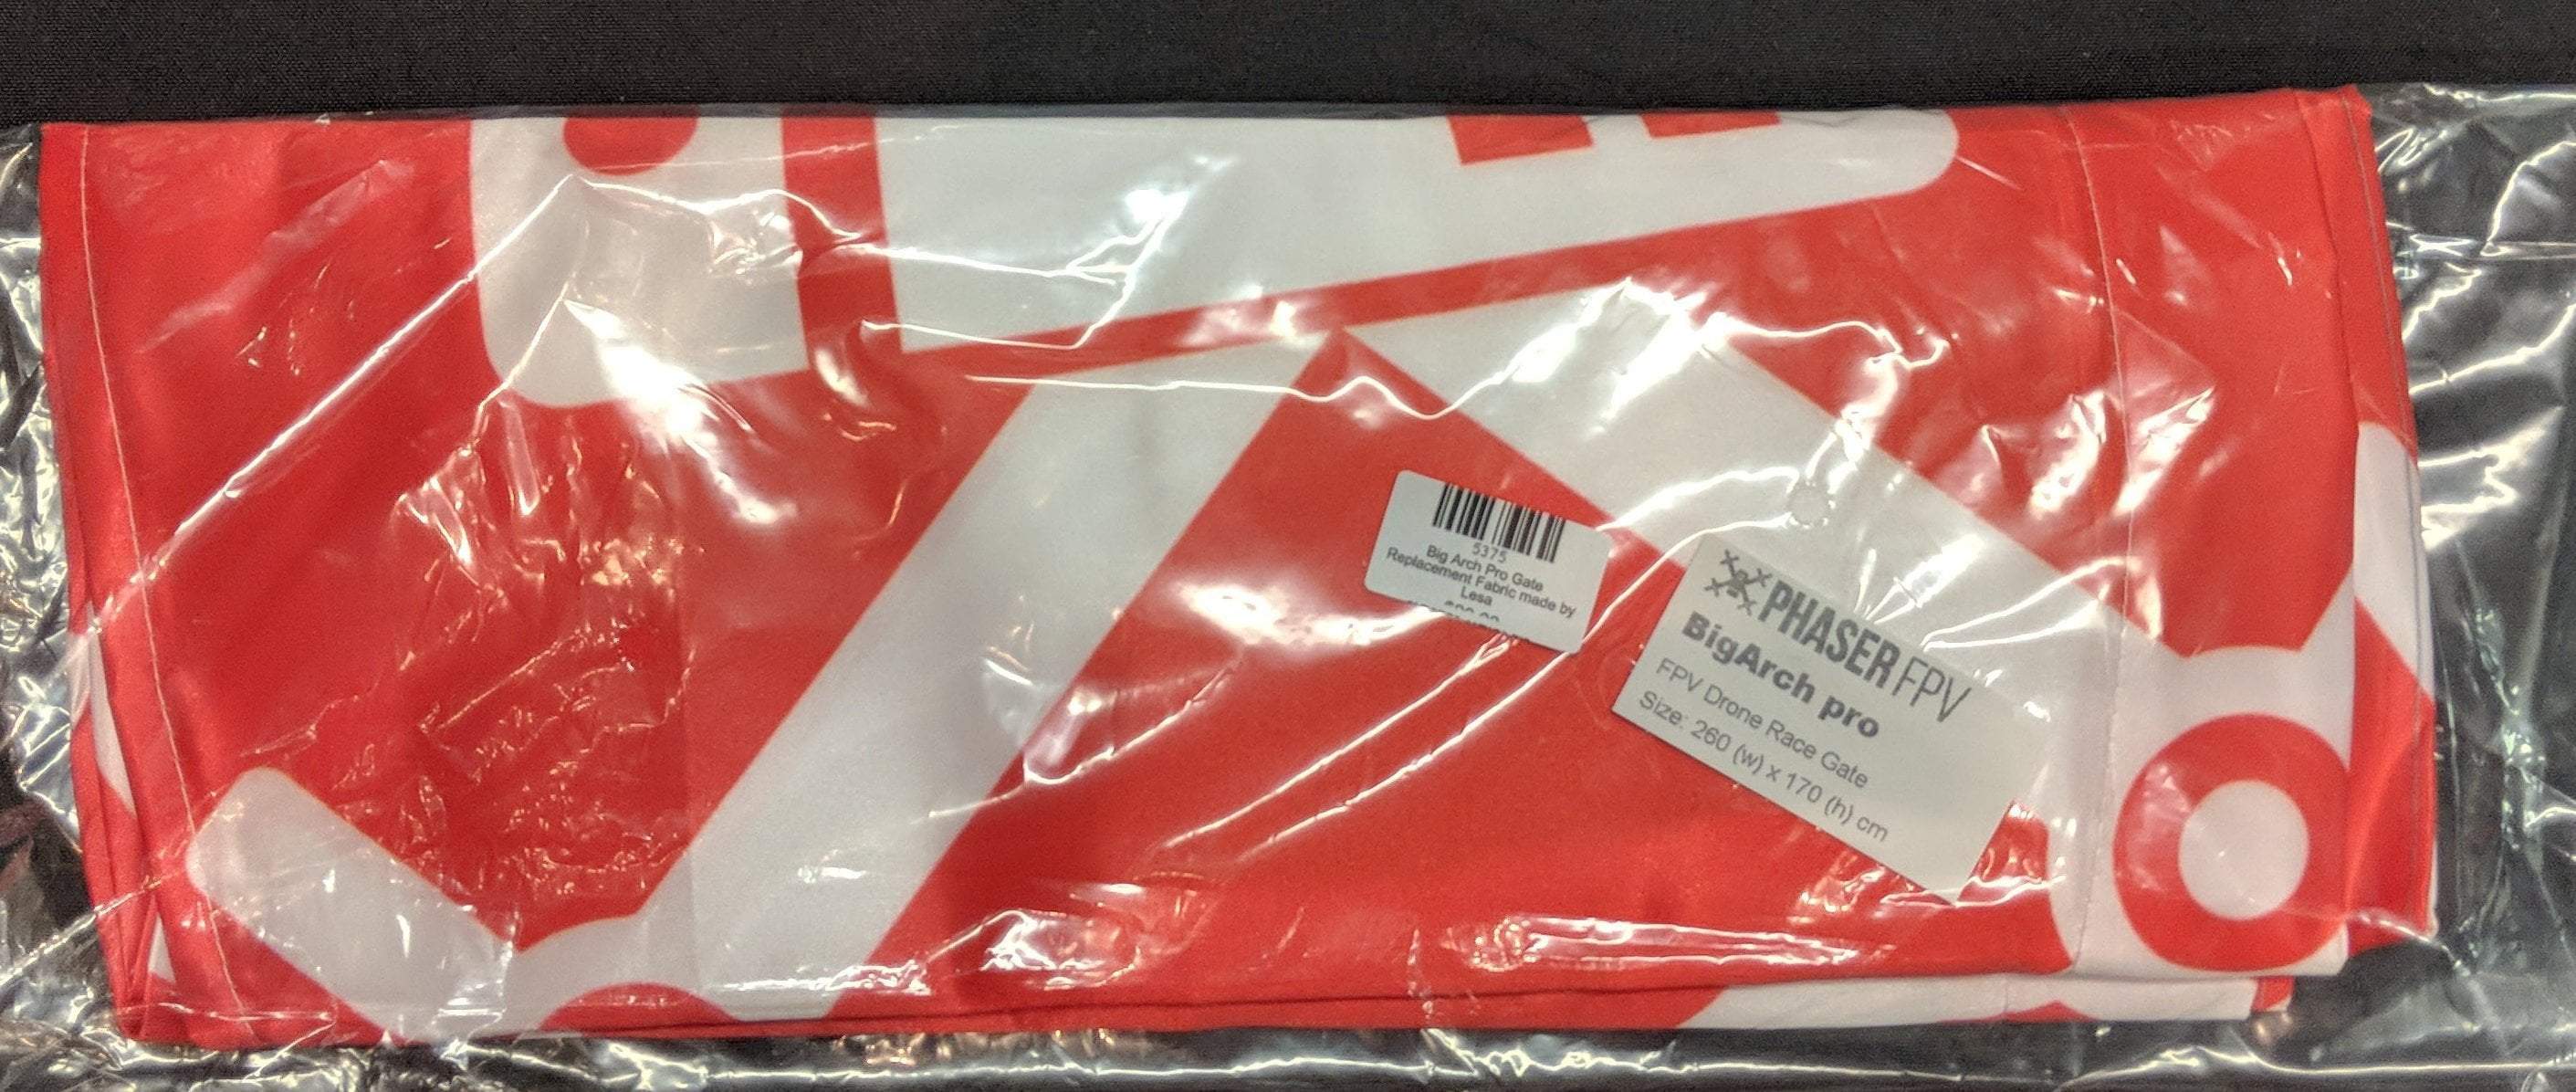 5375
Big Arch Pro Gate
Replacement Fabric made by
Lesa
PHASER FPV
BigArch pro
FPV Drone Race Gate
Size: 260 (w) x 170 (h) cm